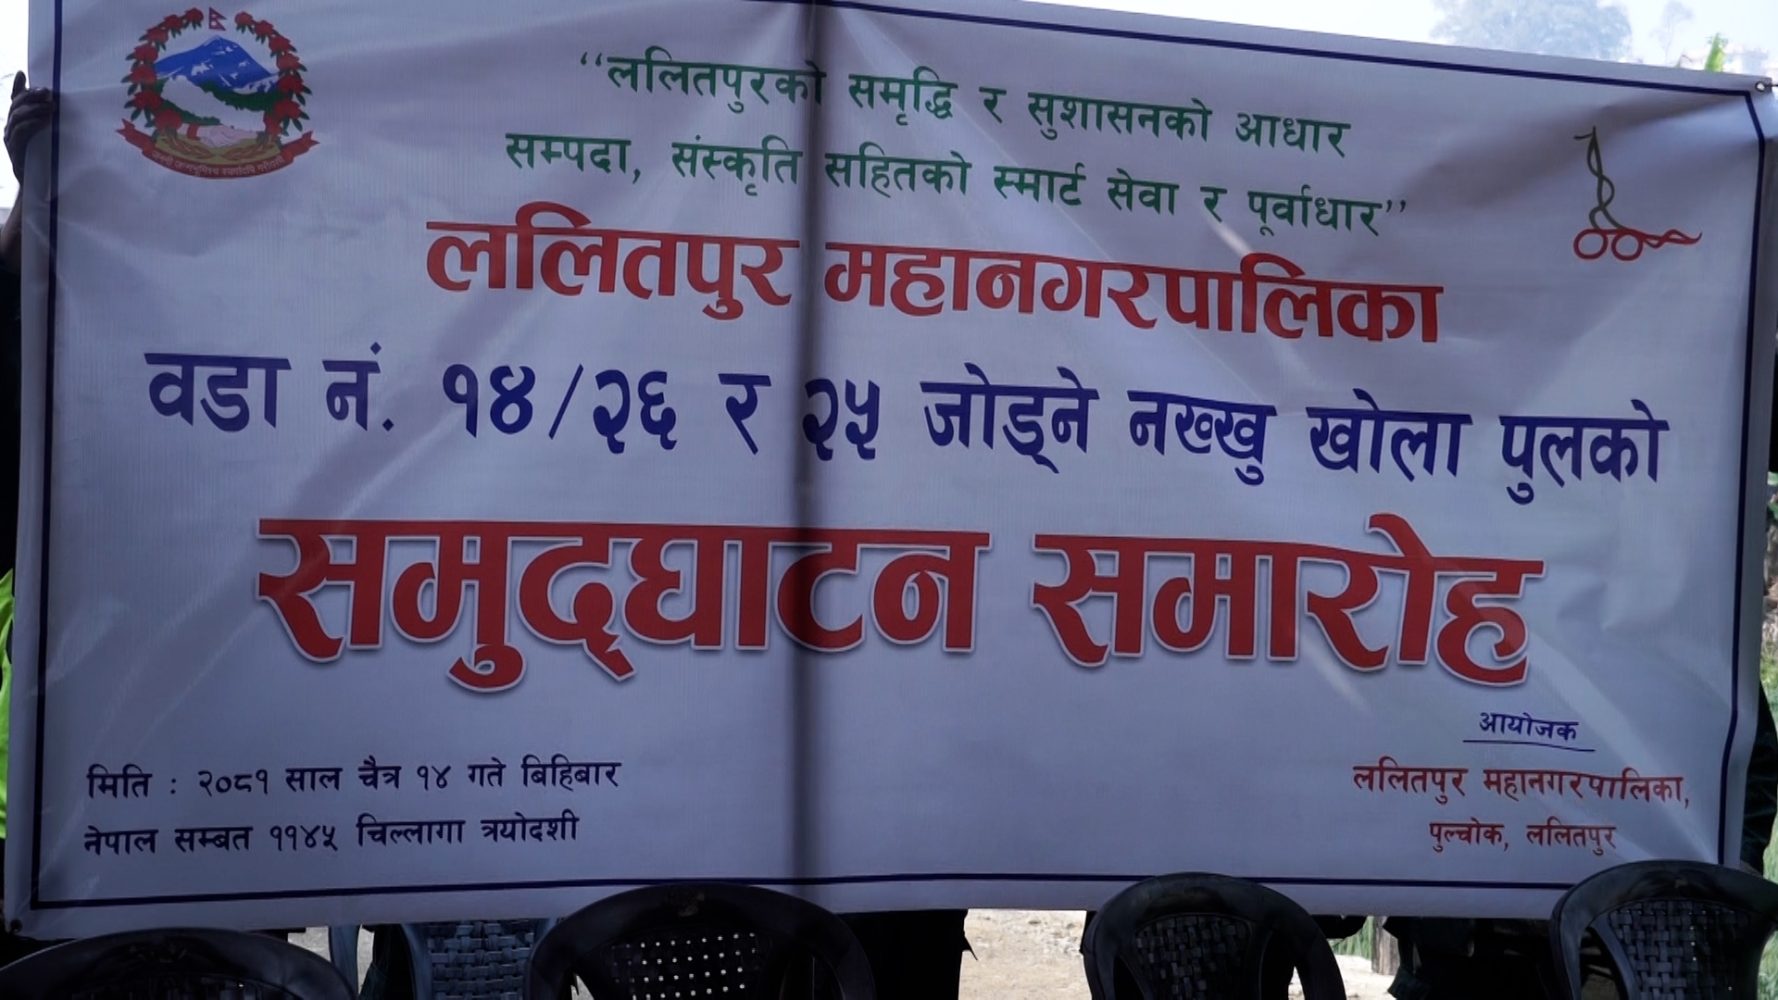 “ललितपुरको समृद्धि र सुशासनको आधार
सम्पदा, संस्कृति सहितको स्मार्ट सेवा र पूर्वाधार”
ललितपुर महानगरपालिका
वडा नं. १४/२६ र २५ जोड्ने नख्खु खोला पुलको
समुद्घाटन समारोह
मिति : २०८१ साल चैत्र १४ गते बिहिबार
नेपाल सम्बत ११४५ चिल्लागा त्रयोदशी
आयोजक
ललितपुर महानगरपालिका,
पुल्चोक, ललितपुर